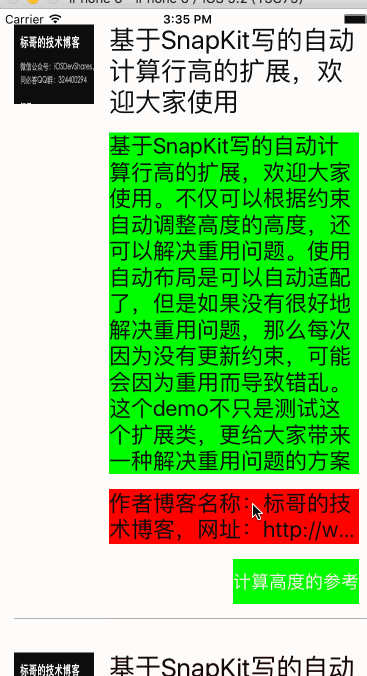 Carrier 3:35 PM
标哥的技术博客
微信公众号：iOSDevShares,
问必答QQ群：324400294
基于SnapKit写的自动
计算行高的扩展，欢
迎大家使用
基于SnapKit写的自动计
算行高的扩展，欢迎大家
使用。不仅可以根据约束
自动调整高度的高度，还
可以解决重用问题。使用
自动布局是可以自动适配
了，但是如果没有很好地
解决重用问题，那么每次
因为没有更新约束，可能
会因为重用而导致错乱。
这个demo不只是测试这
个扩展类，更给大家带来
一种解决重用问题的方案
作者博客名称：标哥的技
术博客，网址：http://w...
计算高度的参考
标哥的技术博客
基于SnapKit写的自动